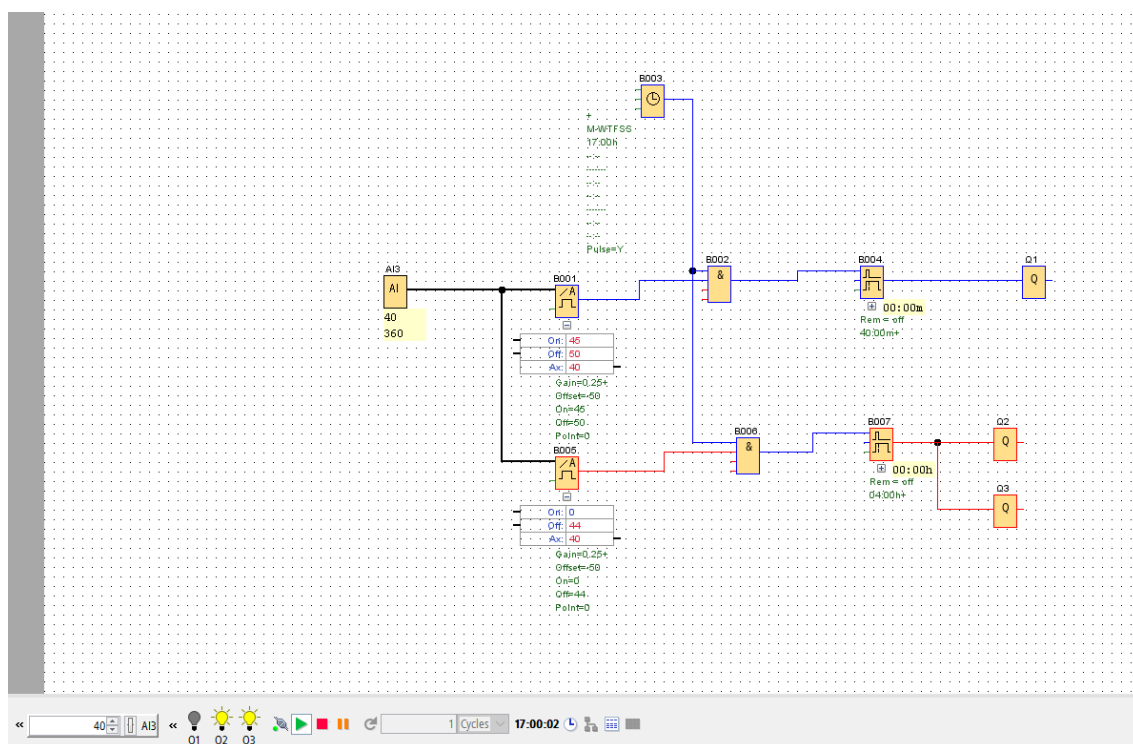 B003
+
M-WTFSS
17:00h
--:--
-------
--:--
--:--
-------
--:--
--:--
Pulse=Y
B002
&
B004
00:00m
Rem = off
40:00m+
Q1
Q
AI3
AI
40
360
B001
/A
On: 45
Off: 50
Ax: 40
Gain=0.25+
Offset=-50
On=45
Off=50
Point=0
B006
&
B007
00:00h
Rem = off
04:00h+
Q2
Q
Q3
Q
B005
/A
On: 0
Off: 44
Ax: 40
Gain=0.25+
Offset=-50
On=0
Off=44
Point=0
« 40 AI3 « 1 Cycles 17:00:02
01 02 03